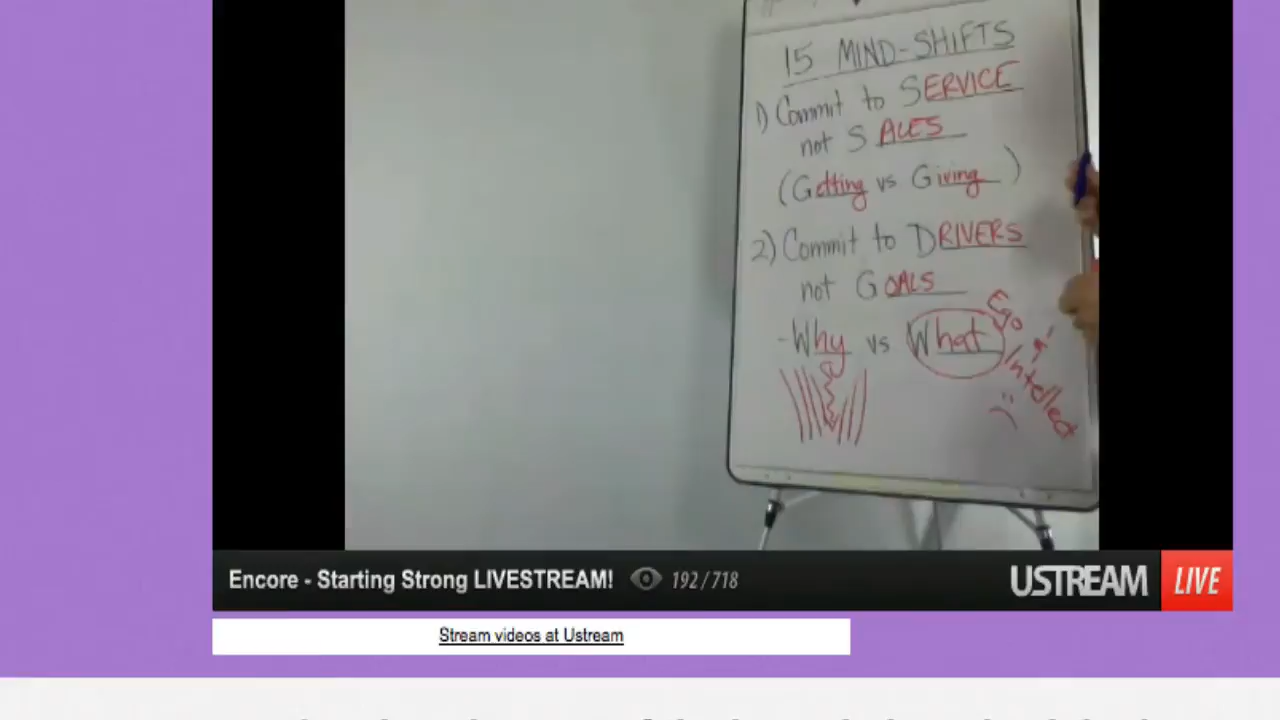 15 MIND-SHIFTS
1) Commit to SERVICE
not SALES
(Getting vs Giving)
2) Commit to DRIVERS
not GOALS
- Why vs What
Ego
&
Intellect
Encore - Starting Strong LIVESTREAM! 192/718 USTREAM LIVE
Stream videos at Ustream